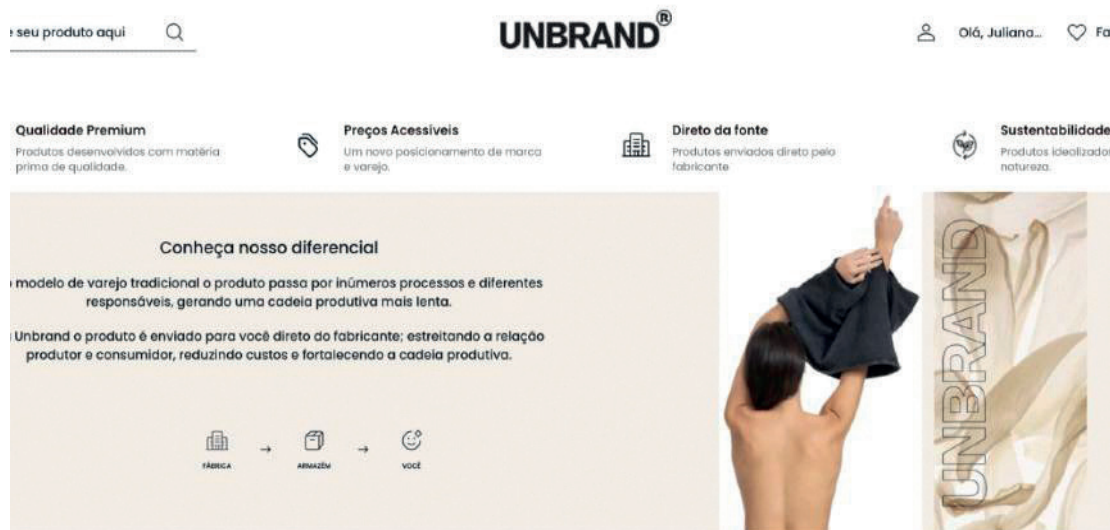 seu produto aqui
UNBRAND®
Olá, Juliana...
Fa
Qualidade Premium
Produtos desenvolvidos com matéria
prima de qualidade.
Preços Acessíveis
Um novo posicionamento de marca
e varejo.
Direto da fonte
Produtos enviados direto pelo
fabricante
Sustentabilidade
Produtos idealizados
natureza.
Conheça nosso diferencial
modelo de varejo tradicional o produto passa por inúmeros processos e diferentes
responsáveis, gerando uma cadeia produtiva mais lenta.
Unbrand o produto é enviado para você direto do fabricante; estreitando a relação
produtor e consumidor, reduzindo custos e fortalecendo a cadeia produtiva.
FÁBRICA → ARMAZÉM → VOCÊ
UNBRAND